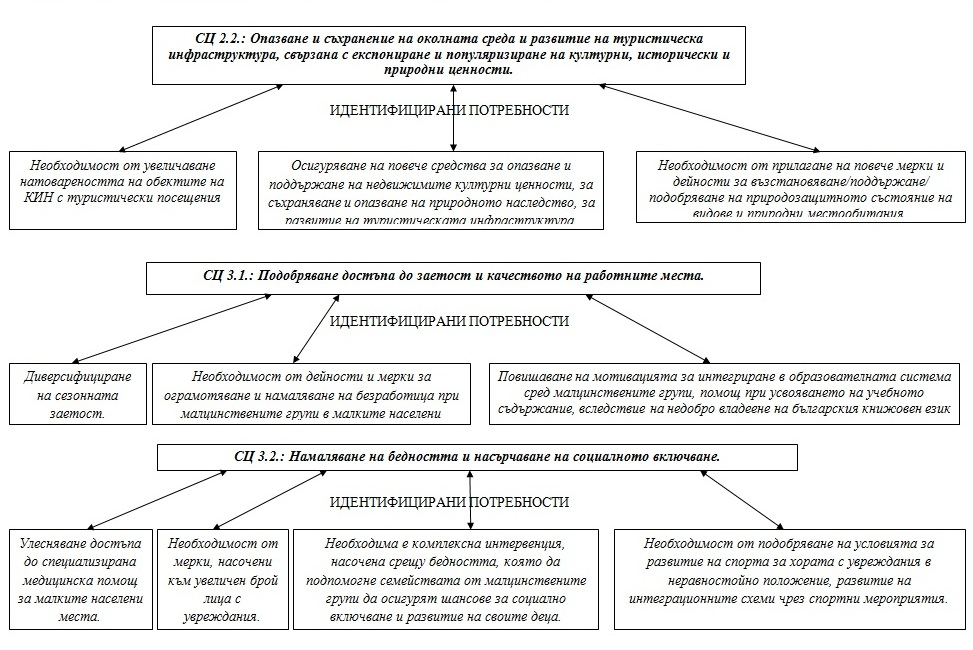 СЦ 2.2.: Опазване и съхранение на околната среда и развитие на туристическа
инфраструктура, свързана с експониране и популяризиране на културни, исторически и
природни ценности.
ИДЕНТИФИЦИРАНИ ПОТРЕБНОСТИ
Необходимост от увеличаване
натовареността на обектите на
КИН с туристически посещения
Осигуряване на повече средства за опазване и
поддържане на недвижимите културни ценности, за
съхраняване и опазване на природното наследство, за
развитие на туристическата инфраструктура
Необходимост от прилагане на повече мерки и
дейности за възстановяване/поддържане/
подобряване на природозащитното състояние на
видове и природни местообитания
СЦ 3.1.: Подобряване достъпа до заетост и качеството на работните места.
ИДЕНТИФИЦИРАНИ ПОТРЕБНОСТИ
Диверсифициране
на сезонната
заетост.
Необходимост от дейности и мерки за
ограмотяване и намаляване на безработица при
малцинствените групи в малките населени
Повишаване на мотивацията за интегриране в образователната система
сред малцинствените групи, помощ при усвояването на учебното
съдържание, вследствие на недобро владеене на българския книжовен език
СЦ 3.2.: Намаляване на бедността и насърчаване на социалното включване.
ИДЕНТИФИЦИРАНИ ПОТРЕБНОСТИ
Улесняване достъпа
до специализирана
медицинска помощ
за малките населени
места.
Необходимост от
мерки, насочени
към увеличен брой
лица с
увреждания.
Необходима е комплексна интервенция,
насочена срещу бедността, която да
подпомогне семействата от малцинствените
групи да осигурят шансове за социално
включване и развитие на своите деца.
Необходимост от подобряване на условията за
развитие на спорта за хората с увреждания в
неравностойно положение, развитие на
интеграционните схеми чрез спортни мероприятия.